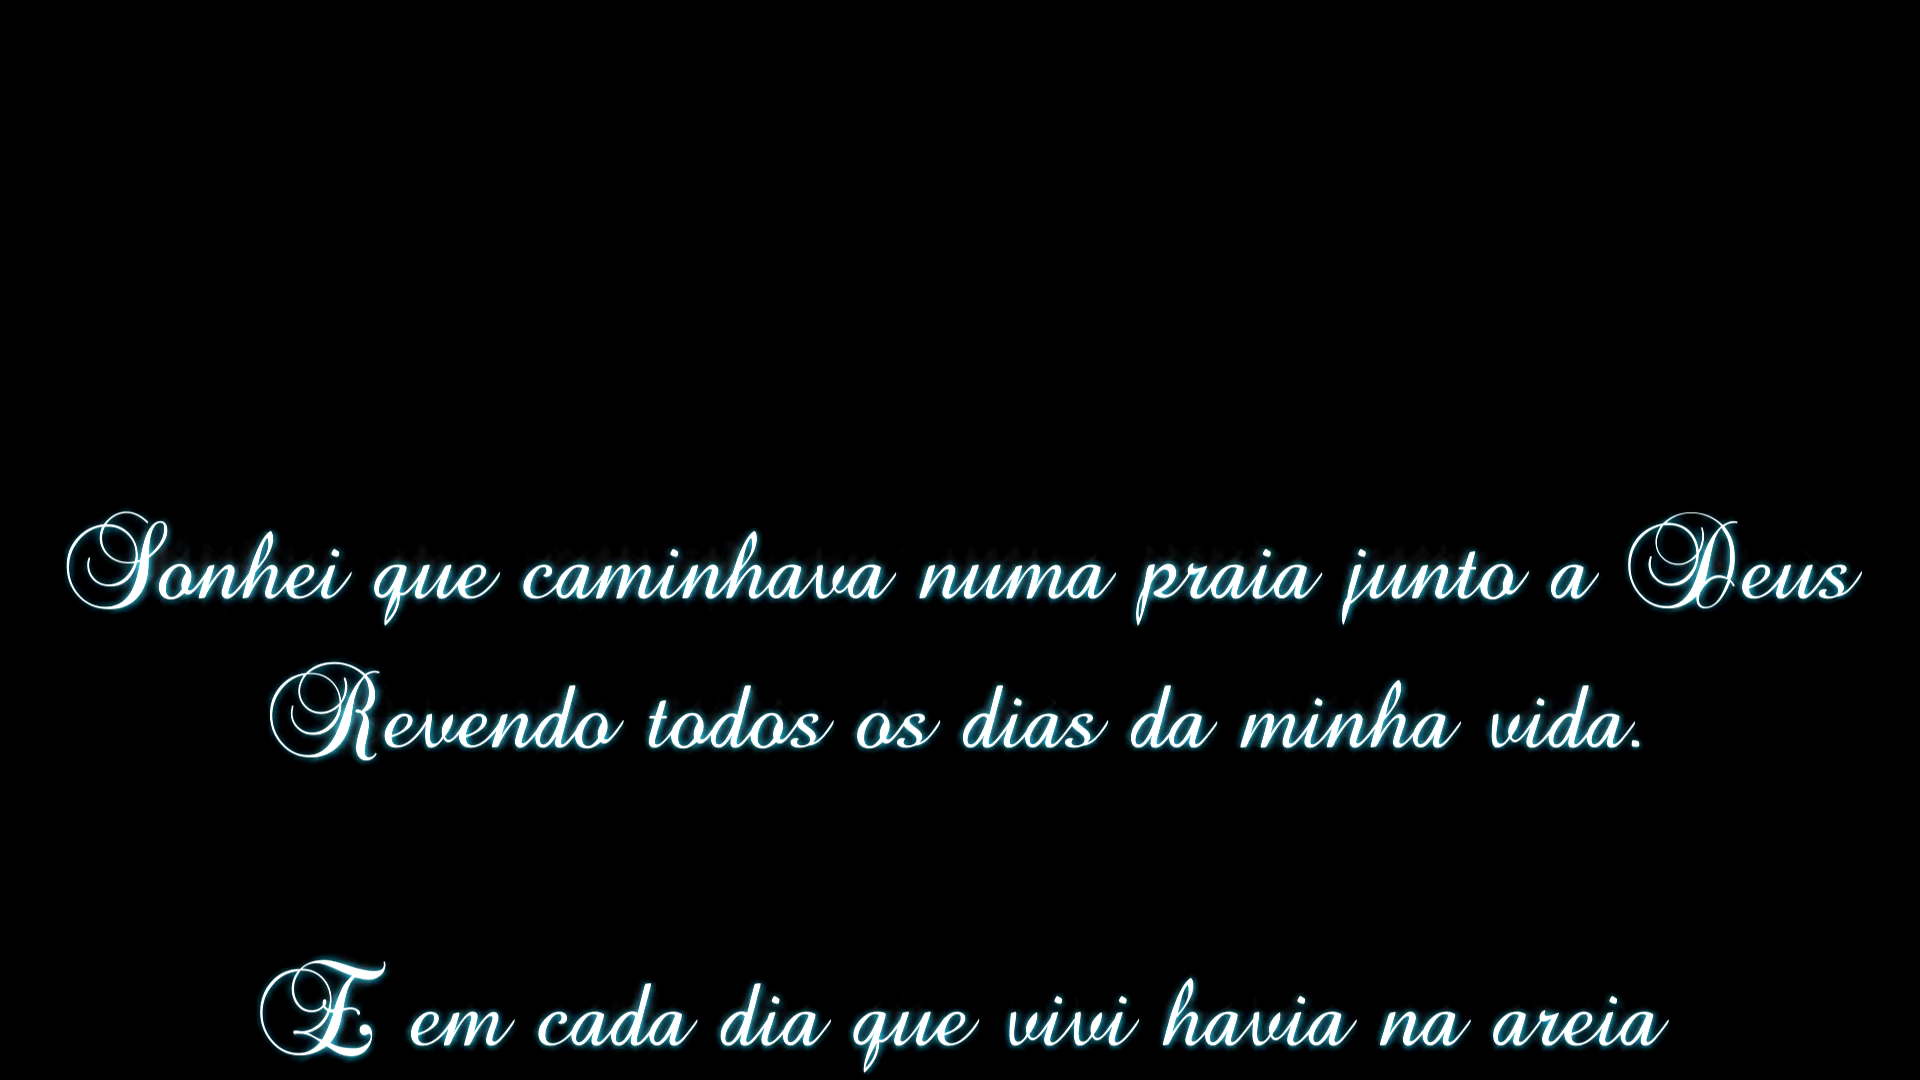 Sonhei que caminhava numa praia junto a Deus
Revendo todos os dias da minha vida.
E em cada dia que vivi havia na areia